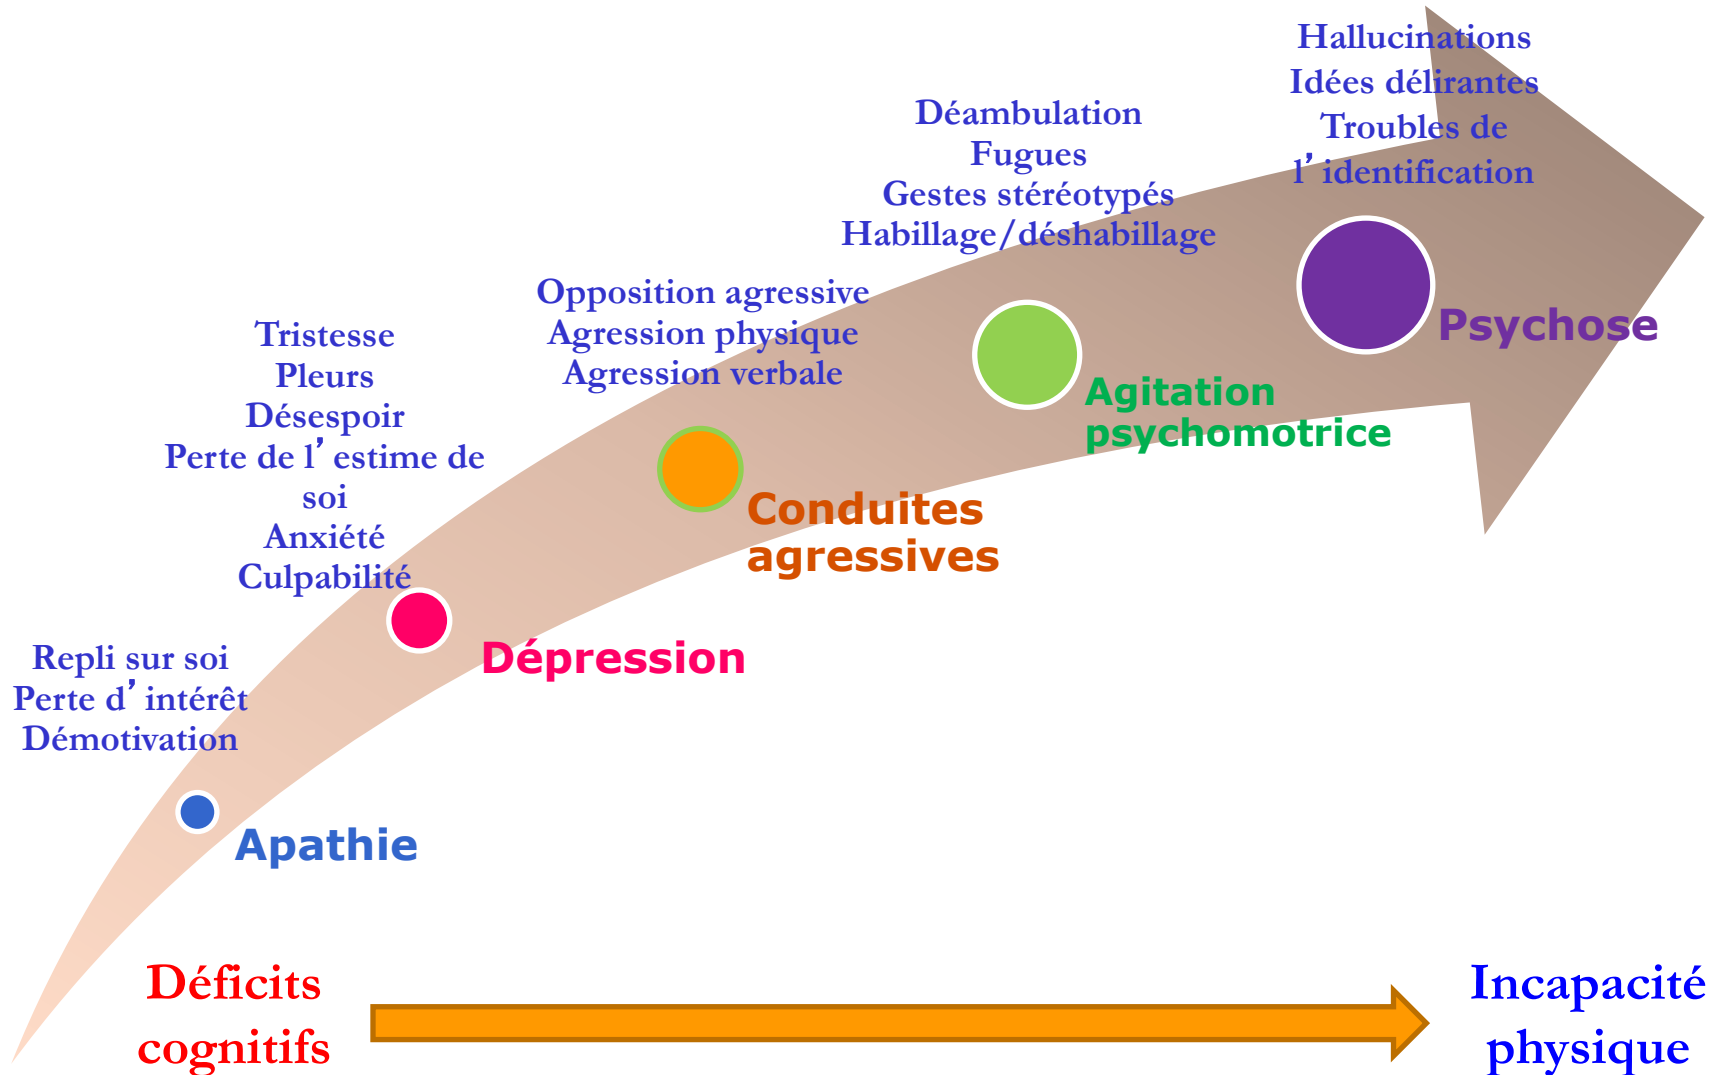 Hallucinations
Idées délirantes
Troubles de
l’ identification
Psychose
Déambulation
Fugues
Gestes stéréotypés
Habillage/déshabillage
Agitation
psychomotrice
Opposition agressive
Agression physique
Agression verbale
Conduites
agressives
Tristesse
Pleurs
Désespoir
Perte de l’ estime de
soi
Anxiété
Culpabilité
Dépression
Repli sur soi
Perte d’ intérêt
Démotivation
Apathie
Déficits
cognitifs
Incapacité
physique